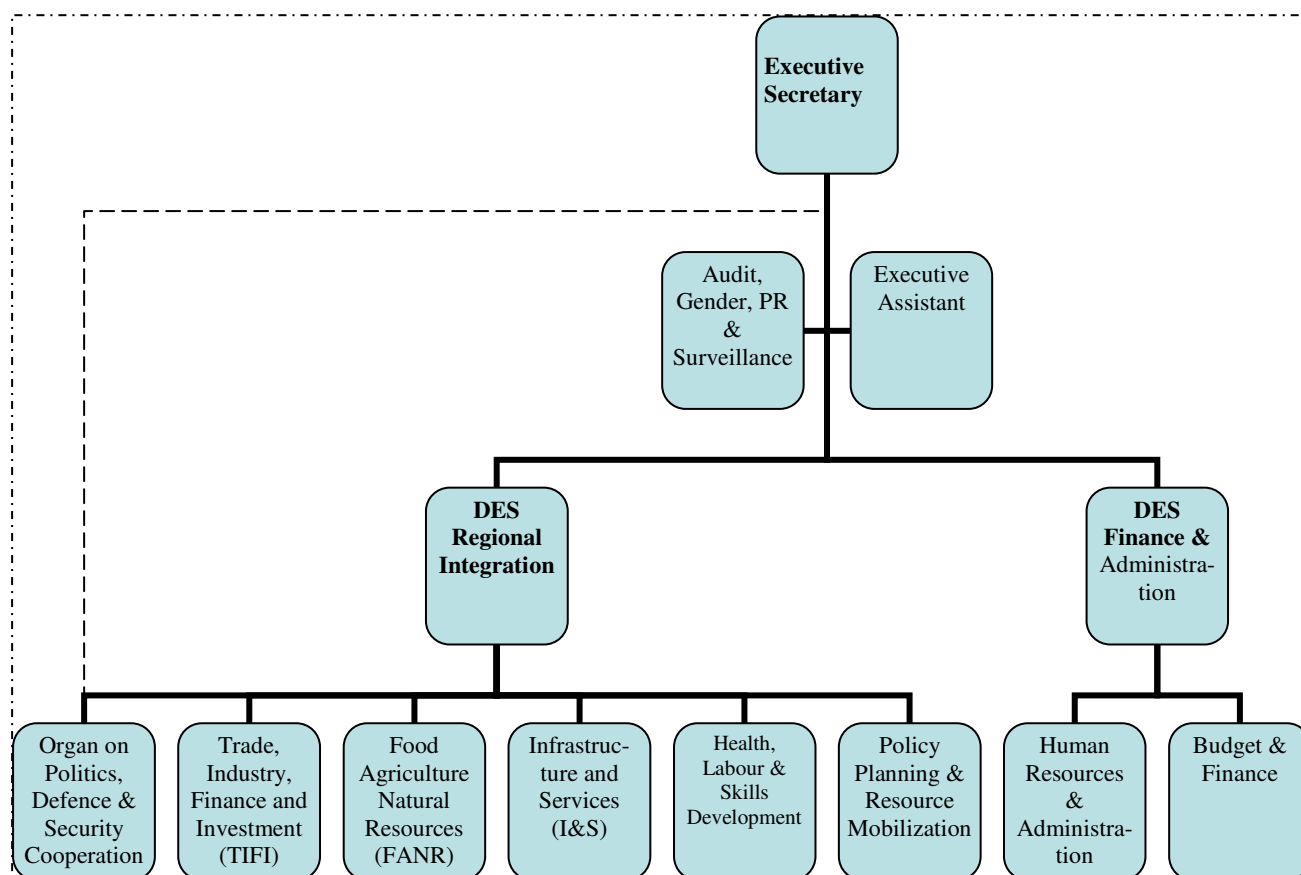 Executive
Secretary
Audit,
Gender, PR
&
Surveillance
Executive
Assistant
DES
Regional
Integration
DES
Finance &
Administra-
tion
Organ on
Politics,
Defence &
Security
Cooperation
Trade,
Industry,
Finance and
Investment
(TIFI)
Food
Agriculture
Natural
Resources
(FANR)
Infrastruc-
ture and
Services
(I&S)
Health,
Labour &
Skills
Development
Policy
Planning &
Resource
Mobilization
Human
Resources
&
Administra-
tion
Budget &
Finance